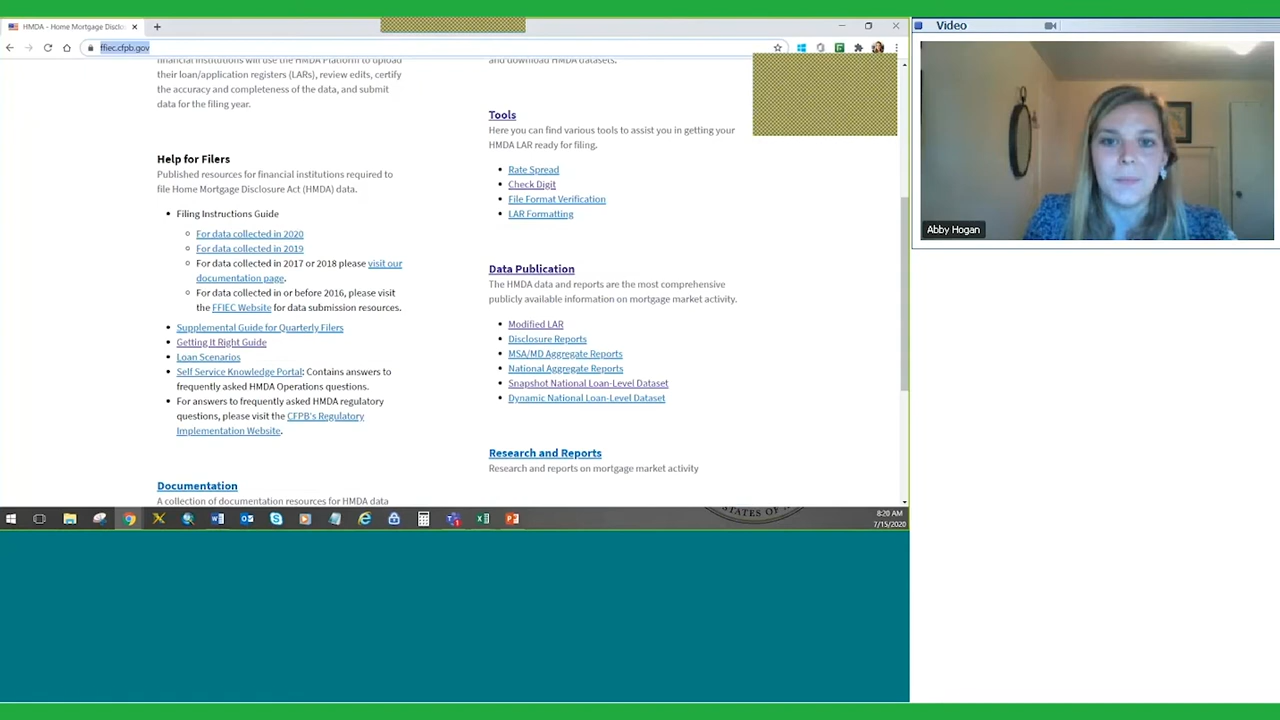 HMDA - Home Mortgage Disclo
ffiec.cfpb.gov
financial institutions will use the HMDA Platform to upload
their loan/application registers (LARs), review edits, certify
the accuracy and completeness of the data, and submit
data for the filing year.
Help for Filers
Published resources for financial institutions required to
file Home Mortgage Disclosure Act (HMDA) data.
Filing Instructions Guide
For data collected in 2020
For data collected in 2019
For data collected in 2017 or 2018 please visit our
documentation page.
For data collected in or before 2016, please visit
the FFIEC Website for data submission resources.
Supplemental Guide for Quarterly Filers
Getting It Right Guide
Loan Scenarios
Self Service Knowledge Portal: Contains answers to
frequently asked HMDA Operations questions.
For answers to frequently asked HMDA regulatory
questions, please visit the CFPB's Regulatory
Implementation Website.
Documentation
A collection of documentation resources for HMDA data
and download HMDA datasets.
Tools
Here you can find various tools to assist you in getting your
HMDA LAR ready for filing.
Rate Spread
Check Digit
File Format Verification
LAR Formatting
Data Publication
The HMDA data and reports are the most comprehensive
publicly available information on mortgage market activity.
Modified LAR
Disclosure Reports
MSA/MD Aggregate Reports
National Aggregate Reports
Snapshot National Loan-Level Dataset
Dynamic National Loan-Level Dataset
Research and Reports
Research and reports on mortgage market activity
STATES OF
8:20 AM
7/15/2020
Video
Abby Hogan